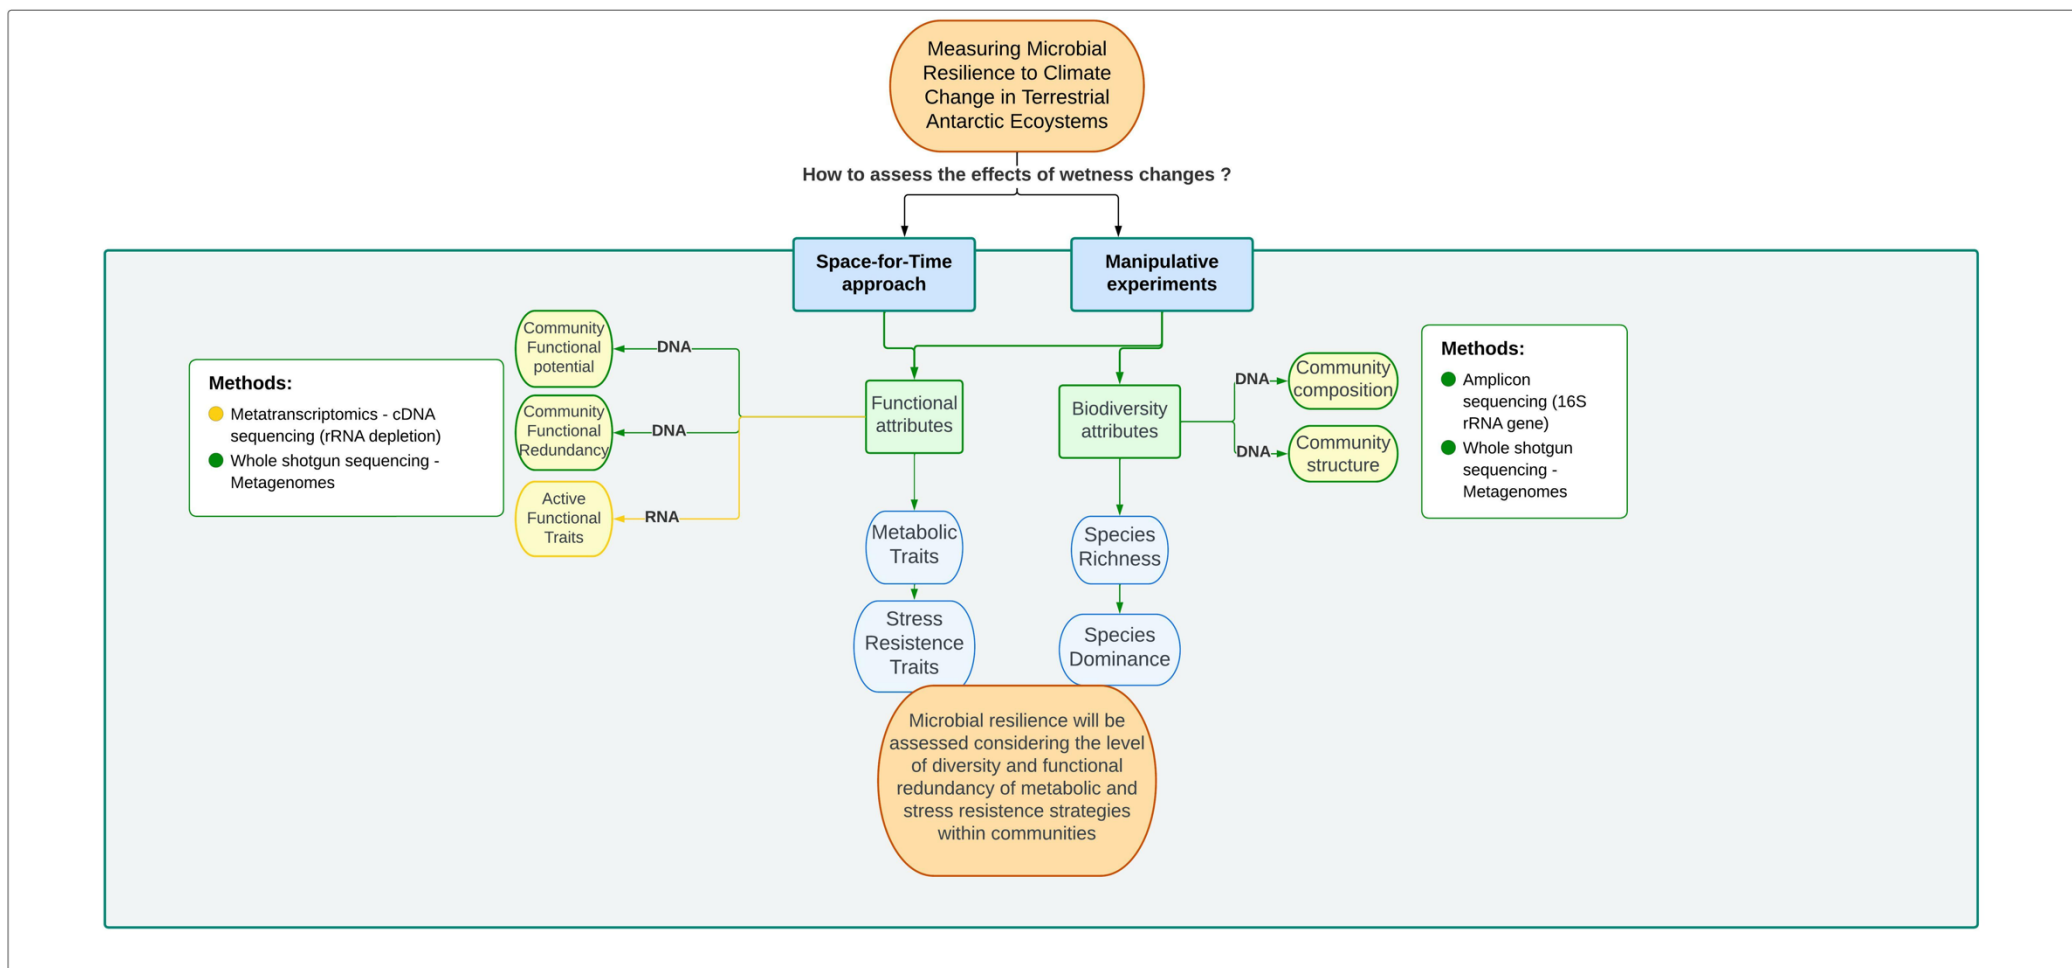 Measuring Microbial
Resilience to Climate
Change in Terrestrial
Antarctic Ecoystems
How to assess the effects of wetness changes ?
Space-for-Time
approach
Manipulative
experiments
Methods:
Metatranscriptomics - cDNA
sequencing (rRNA depletion)
Whole shotgun sequencing -
Metagenomes
Community
Functional
potential
DNA
Community
Functional
Redundancy
DNA
Active
Functional
Traits
RNA
Functional
attributes
Biodiversity
attributes
DNA
Community
composition
DNA
Community
structure
Methods:
Amplicon
sequencing (16S
rRNA gene)
Whole shotgun
sequencing -
Metagenomes
Metabolic
Traits
Species
Richness
Stress
Resistence
Traits
Species
Dominance
Microbial resilience will be
assessed considering the level
of diversity and functional
redundancy of metabolic and
stress resistence strategies
within communities